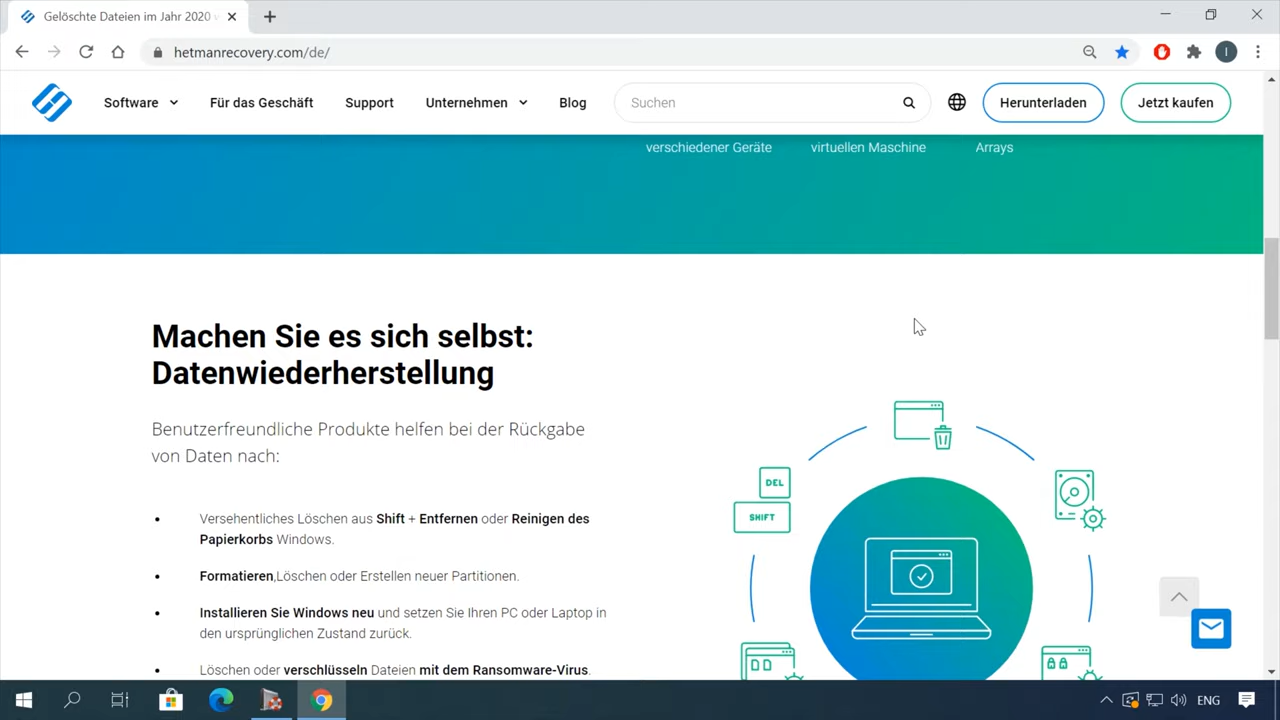 Gelöschte Dateien im Jahr 2020
hetmanrecovery.com/de/
Software Für das Geschäft Support Unternehmen Blog Suchen Herunterladen Jetzt kaufen
verschiedener Geräte virtuellen Maschine Arrays
Machen Sie es sich selbst:
Datenwiederherstellung
Benutzerfreundliche Produkte helfen bei der Rückgabe
von Daten nach:
DEL
SHIFT
• Versehentliches Löschen aus Shift + Entfernen oder Reinigen des
Papierkorbs Windows.
• Formatieren,Löschen oder Erstellen neuer Partitionen.
• Installieren Sie Windows neu und setzen Sie Ihren PC oder Laptop in
den ursprünglichen Zustand zurück.
• Löschen oder verschlüsseln Dateien mit dem Ransomware-Virus.
ENG